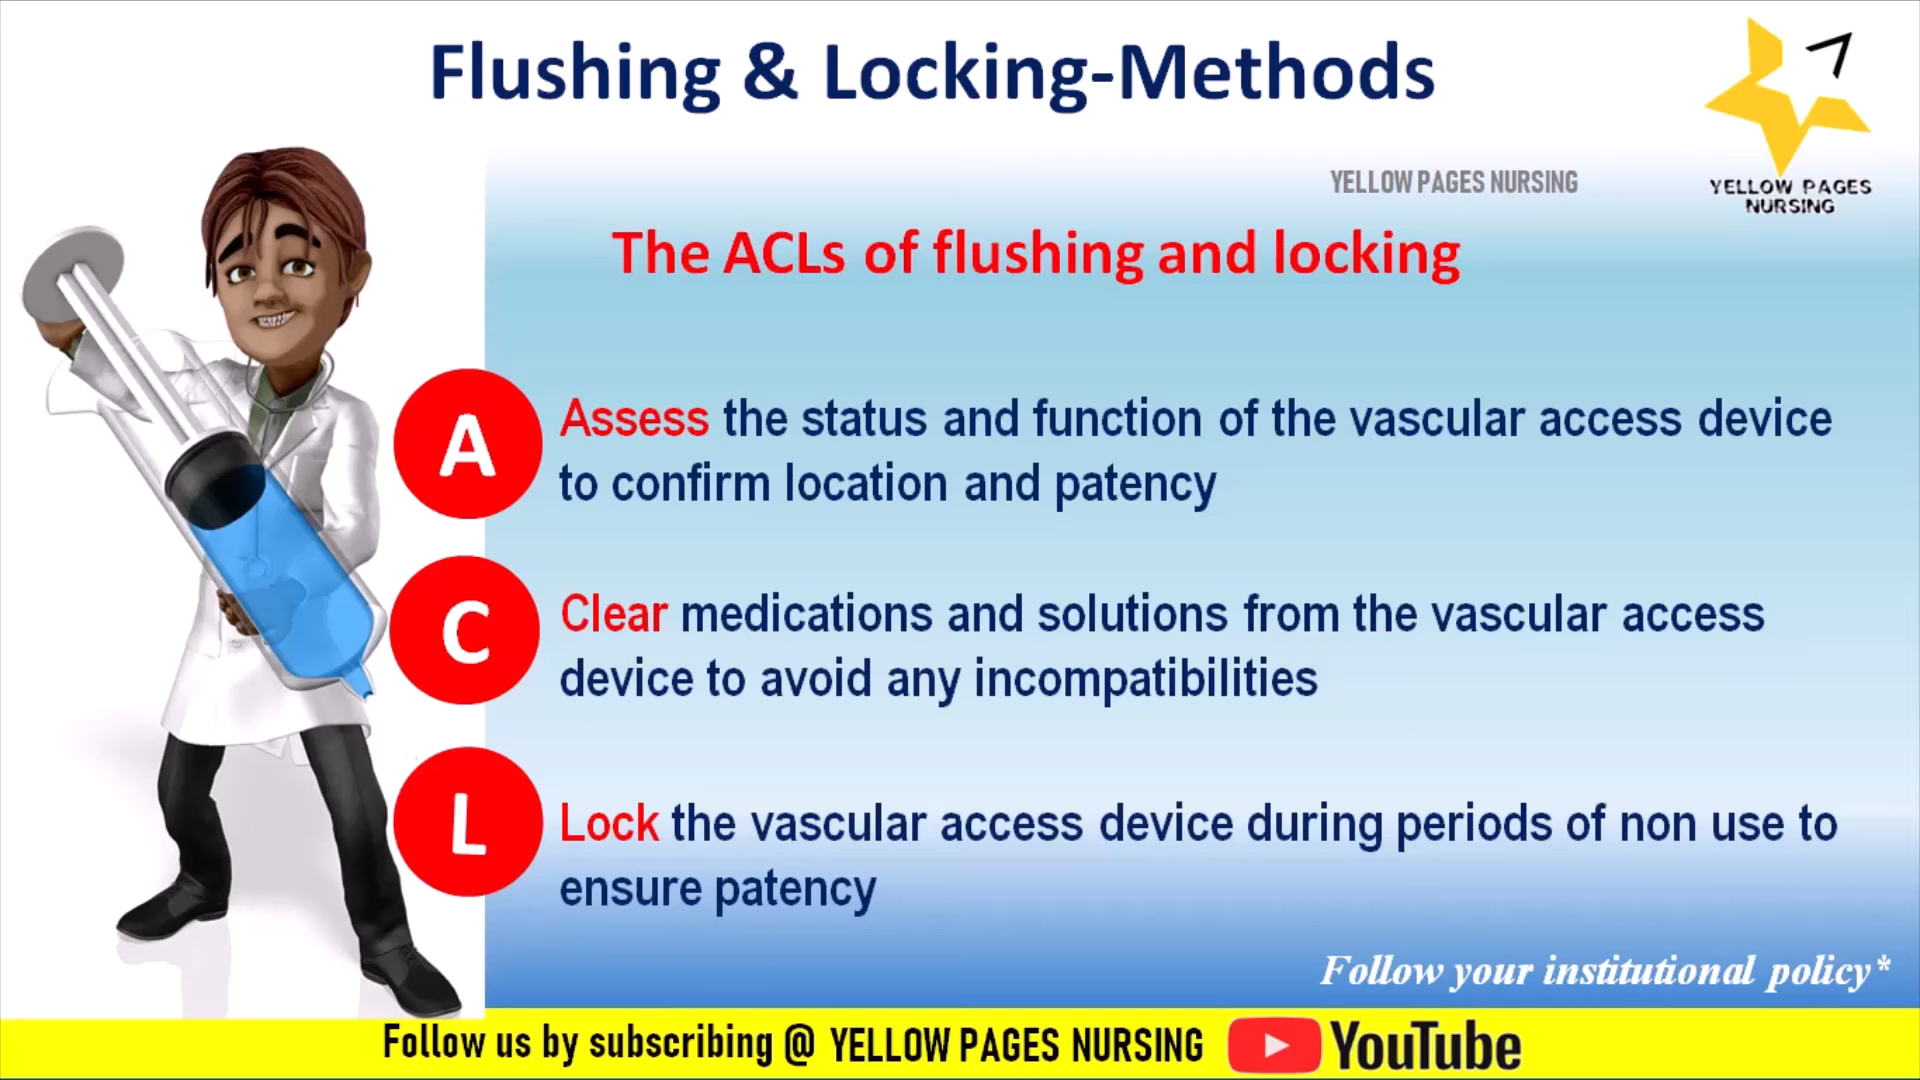 Flushing & Locking-Methods
YELLOW PAGES NURSING
YELLOW PAGES
NURSING
The ACLs of flushing and locking
A
Assess the status and function of the vascular access device
to confirm location and patency
C
Clear medications and solutions from the vascular access
device to avoid any incompatibilities
L
Lock the vascular access device during periods of non use to
ensure patency
Follow your institutional policy*
Follow us by subscribing @ YELLOW PAGES NURSING YouTube